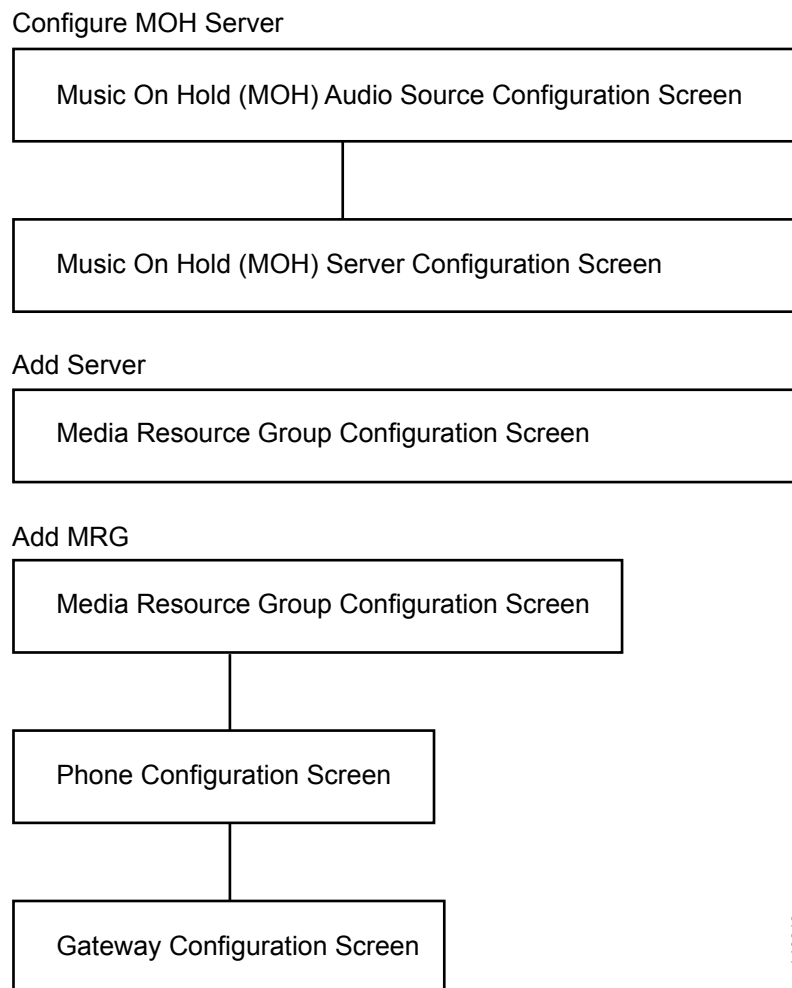 Configure MOH Server
Music On Hold (MOH) Audio Source Configuration Screen
Music On Hold (MOH) Server Configuration Screen
Add Server
Media Resource Group Configuration Screen
Add MRG
Media Resource Group Configuration Screen
Phone Configuration Screen
Gateway Configuration Screen